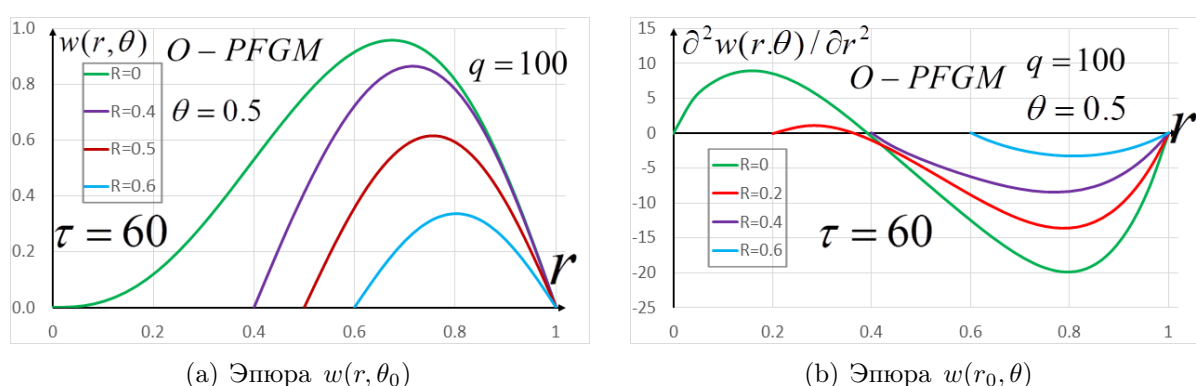 1.0
w(r,θ)
O − PFGM
q = 100
R=0
0.8
R=0.4
θ = 0.5
0.6
R=0.5
0.4
R=0.6
τ = 60
0.2
r
0.0
0
0.2
0.4
0.6
0.8
1
(a) Эпюра w(r, θ₀)
15
∂²w(r.θ) / ∂r²
q = 100
10
O − PFGM
5
θ = 0.5
r
0
-5
R=0
-10
R=0.2
R=0.4
-15
τ = 60
R=0.6
-20
-25
0
0.2
0.4
0.6
0.8
1
(b) Эпюра w(r₀, θ)